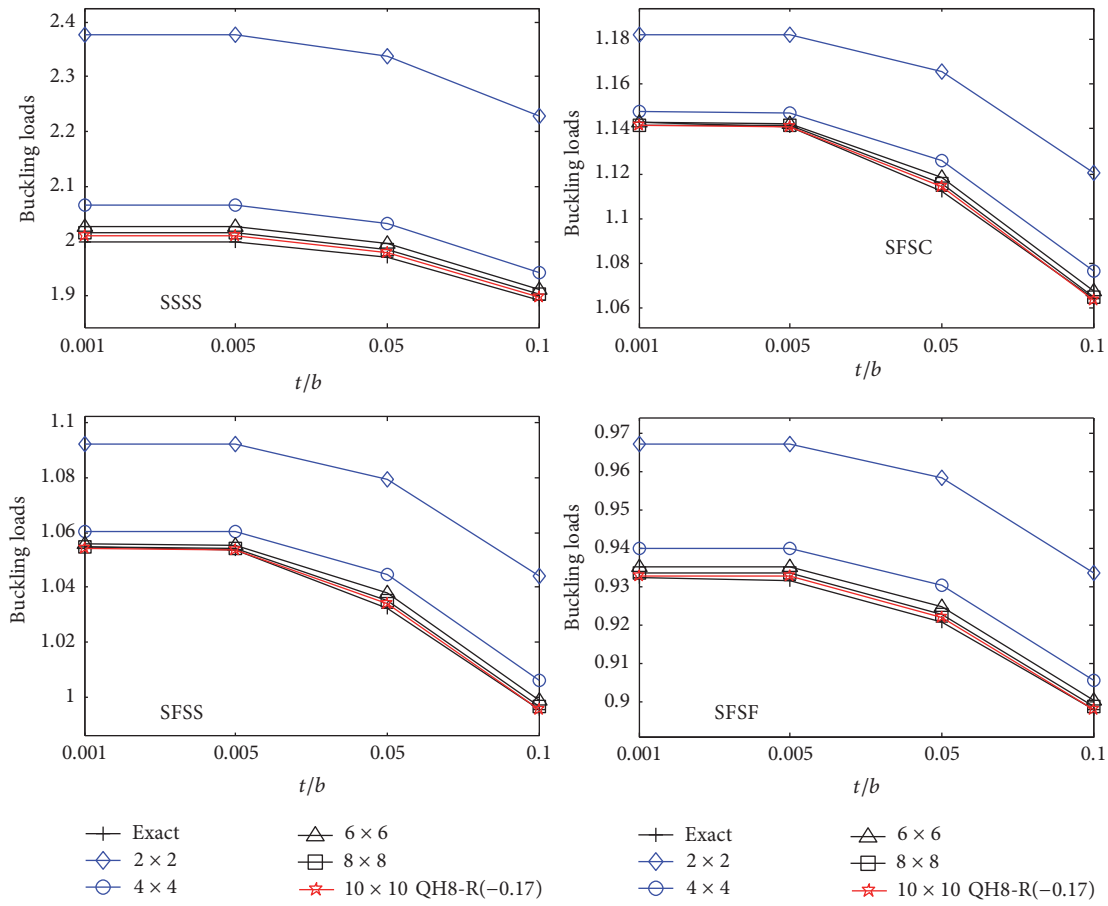 2.4
2.3
2.2
2.1
2
1.9
Buckling loads
SSSS
0.001
0.005
0.05
0.1
t/b
1.18
1.16
1.14
1.12
1.1
1.08
1.06
Buckling loads
SFSC
0.001
0.005
0.05
0.1
t/b
1.1
1.08
1.06
1.04
1.02
1
Buckling loads
SFSS
0.001
0.005
0.05
0.1
t/b
0.97
0.96
0.95
0.94
0.93
0.92
0.91
0.9
Buckling loads
SFSF
0.001
0.005
0.05
0.1
t/b
Exact
2 × 2
4 × 4
6 × 6
8 × 8
10 × 10 QH8-R(−0.17)
Exact
2 × 2
4 × 4
6 × 6
8 × 8
10 × 10 QH8-R(−0.17)